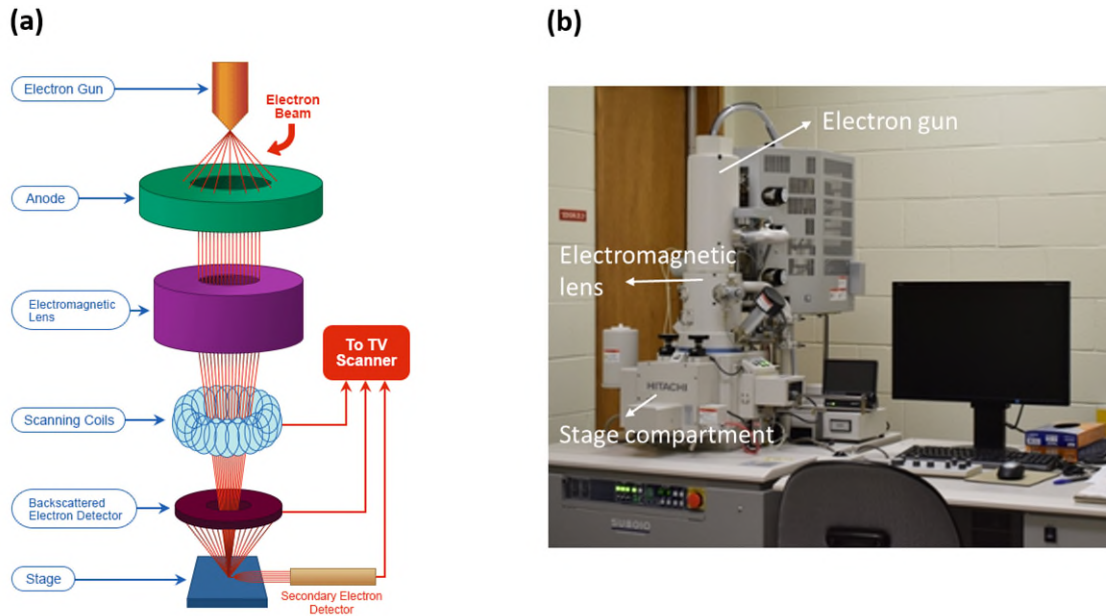 (a)
Electron Gun
Electron
Beam
Anode
Electromagnetic
Lens
To TV
Scanner
Scanning Coils
Backscattered
Electron Detector
Stage
Secondary Electron
Detector
(b)
Electron gun
Electromagnetic
lens
HITACHI
Stage compartment
SU8010